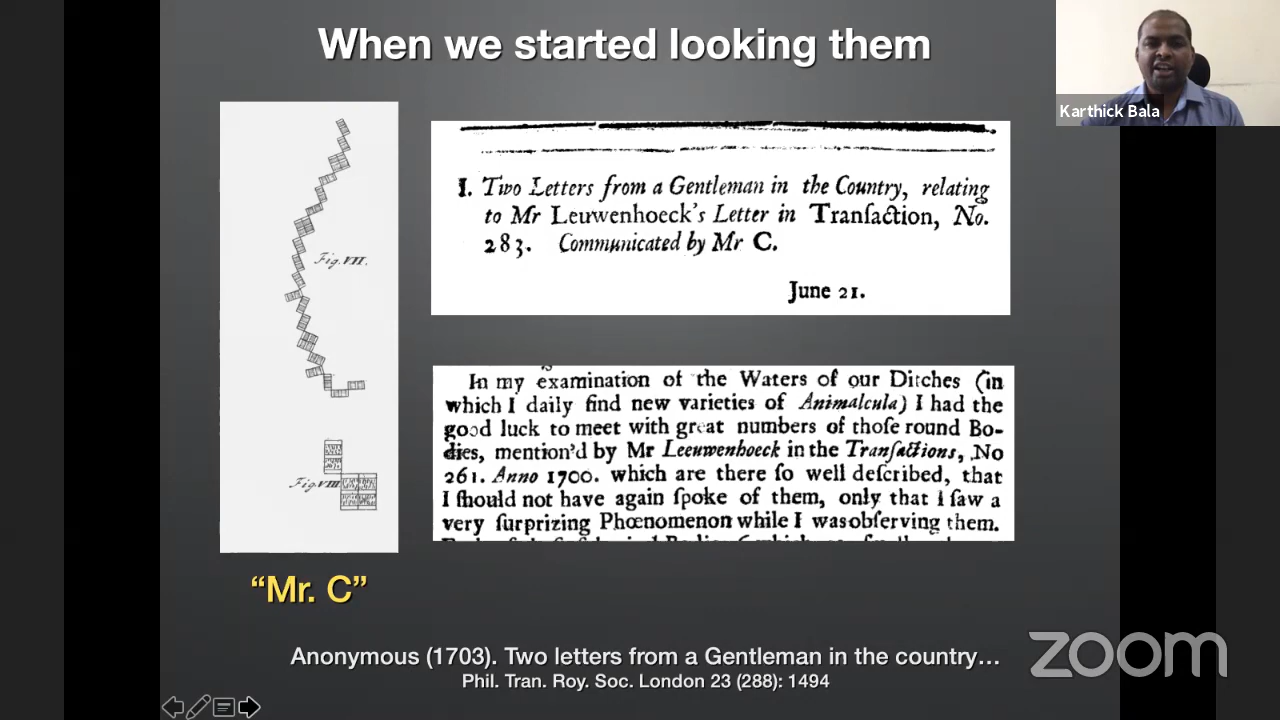 When we started looking them
Karthick Bala
Fig. VII.
Fig. VIII
I. Two Letters from a Gentleman in the Country, relating
to Mr Leuwenhoeck's Letter in Tranſaction, No.
283. Communicated by Mr C.
June 21.
In my examination of the Waters of our Ditches (in
which I daily find new varieties of Animalcula) I had the
good luck to meet with great numbers of thoſe round Bo-
dies, mention'd by Mr Leeuwenhoeck in the Tranſactions, No
261. Anno 1700. which are there ſo well deſcribed, that
I ſhould not have again ſpoke of them, only that I ſaw a
very ſurprizing Phœnomenon while I was obſerving them.
“Mr. C”
Anonymous (1703). Two letters from a Gentleman in the country…
Phil. Tran. Roy. Soc. London 23 (288): 1494
zoom